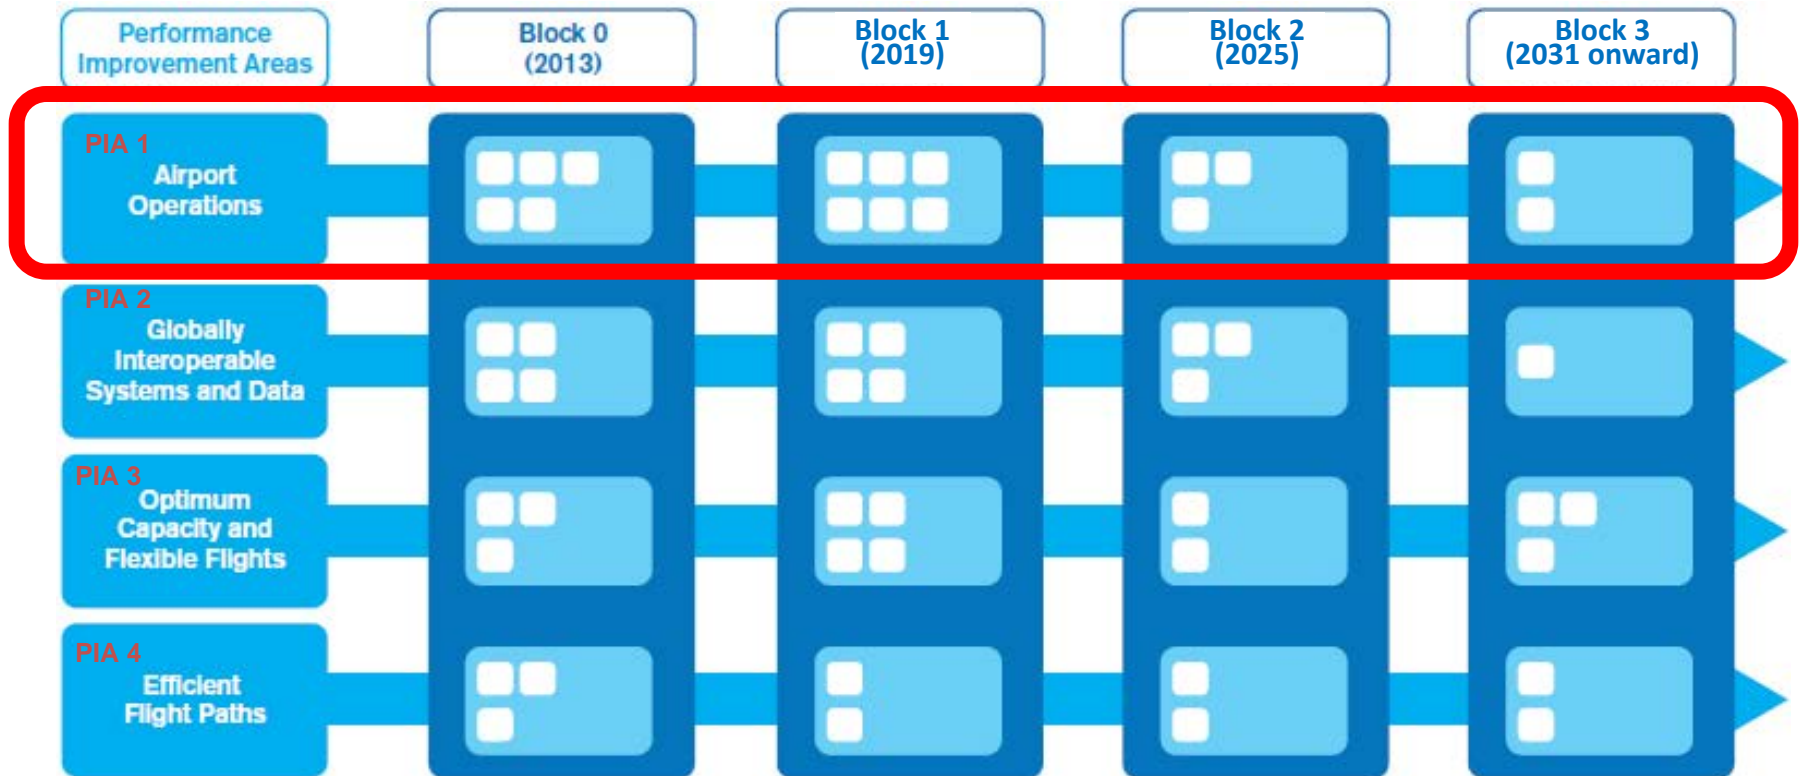 Performance
Improvement Areas
Block 0
(2013)
Block 1
(2019)
Block 2
(2025)
Block 3
(2031 onward)
PIA 1
Airport
Operations
PIA 2
Globally
Interoperable
Systems and Data
PIA 3
Optimum
Capacity and
Flexible Flights
PIA 4
Efficient
Flight Paths